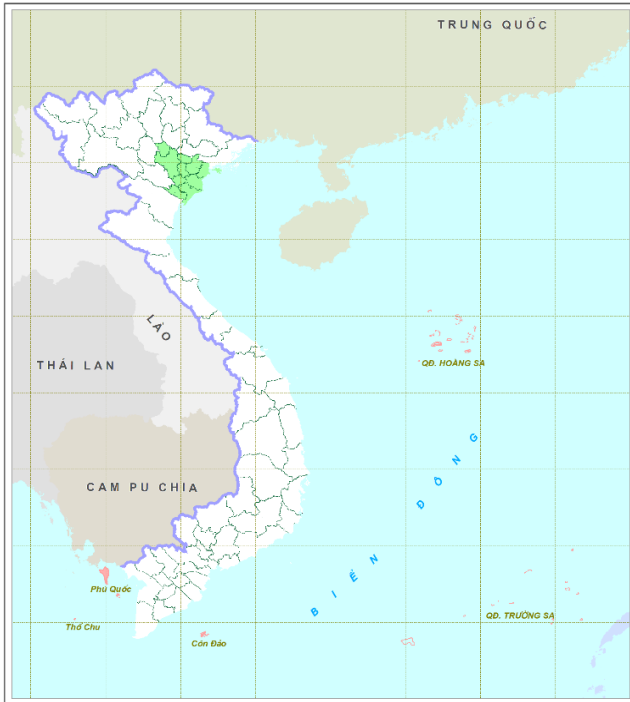 TRUNG QUỐC
LÀO
THÁI LAN
QĐ. HOÀNG SA
CAM PU CHIA
BIỂN ĐÔNG
Phú Quốc
Thổ Chu
Côn Đảo
QĐ. TRƯỜNG SA